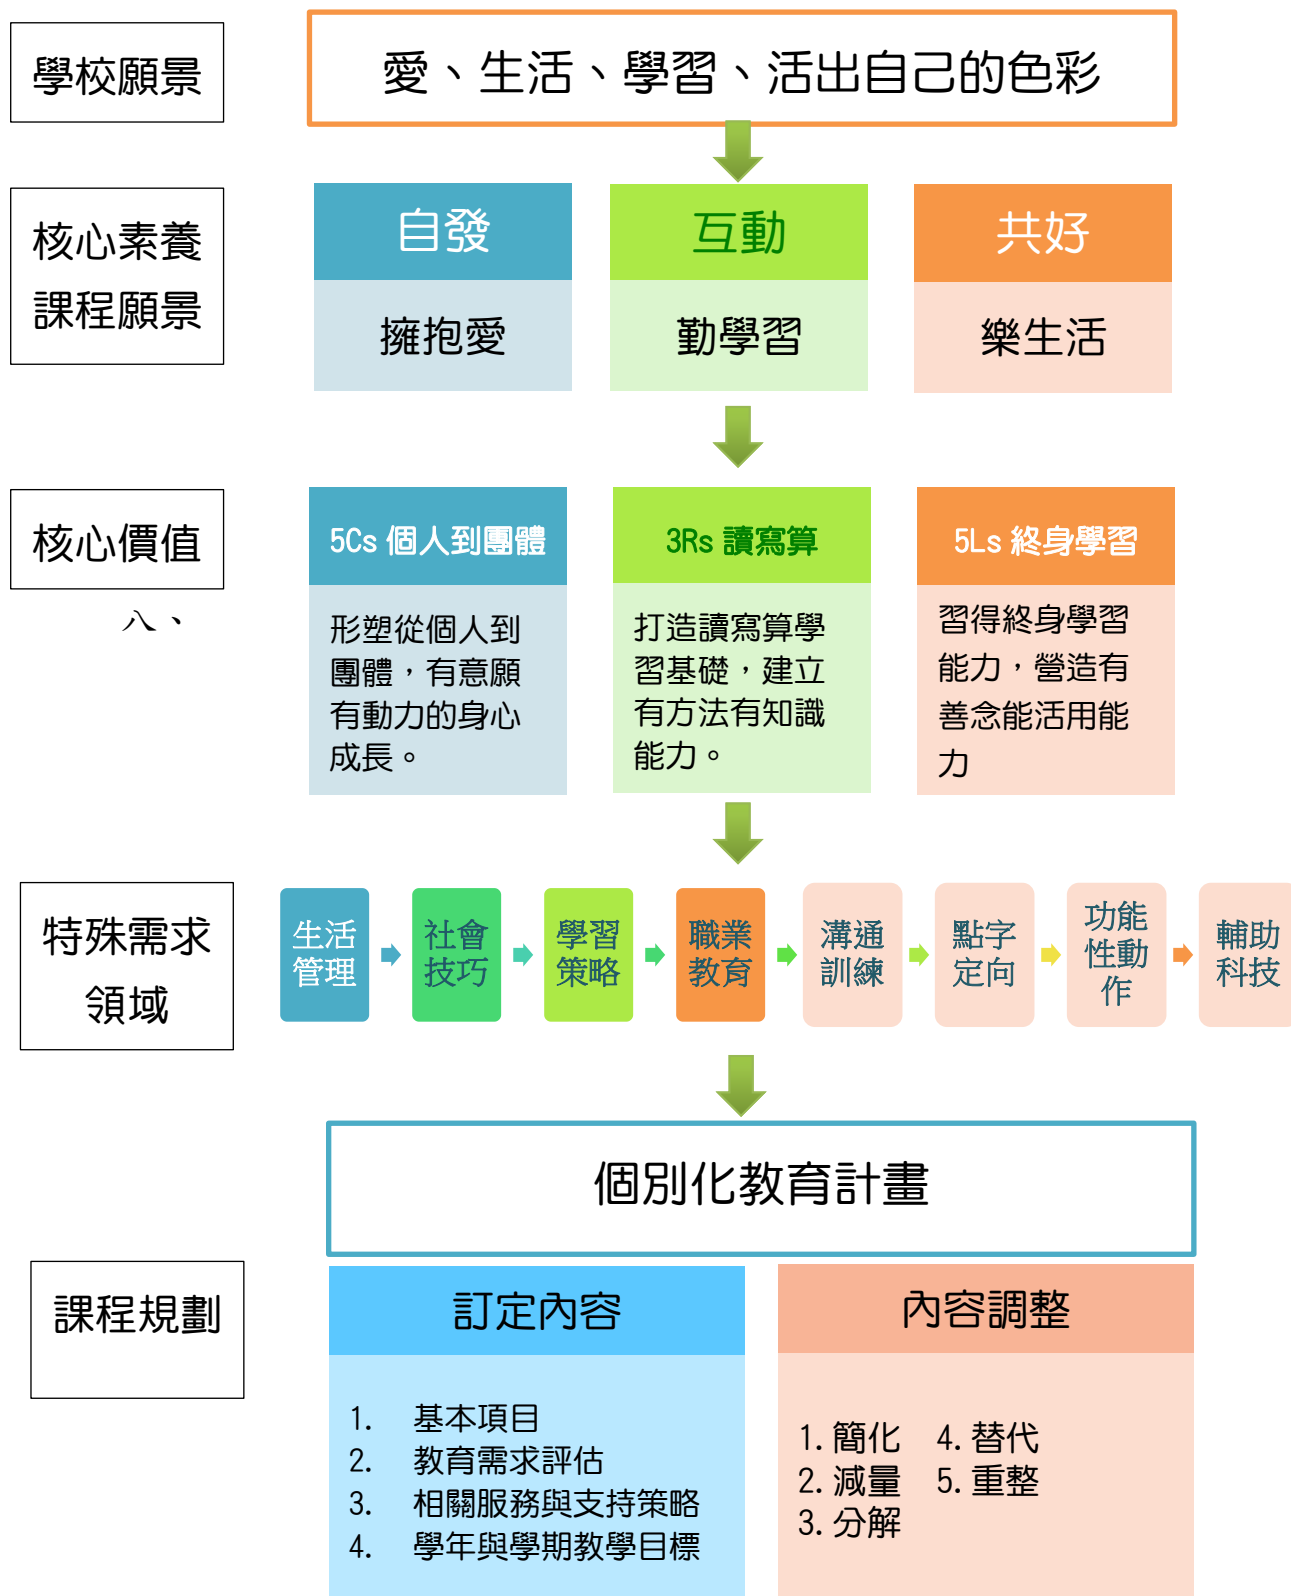 學校願景
愛、生活、學習、活出自己的色彩
核心素養
課程願景
自發
互動
共好
擁抱愛
勤學習
樂生活
核心價值
5Cs 個人到團體
3Rs 讀寫算
5Ls 終身學習
八、
形塑從個人到
團體，有意願
有動力的身心
成長。
打造讀寫算學
習基礎，建立
有方法有知識
能力。
習得終身學習
能力，營造有
善念能活用能
力
特殊需求
領域
生活
管理
社會
技巧
學習
策略
職業
教育
溝通
訓練
點字
定向
功能
性動
作
輔助
科技
個別化教育計畫
課程規劃
訂定內容
1. 基本項目
2. 教育需求評估
3. 相關服務與支持策略
4. 學年與學期教學目標
內容調整
1.簡化 4.替代
2.減量 5.重整
3.分解